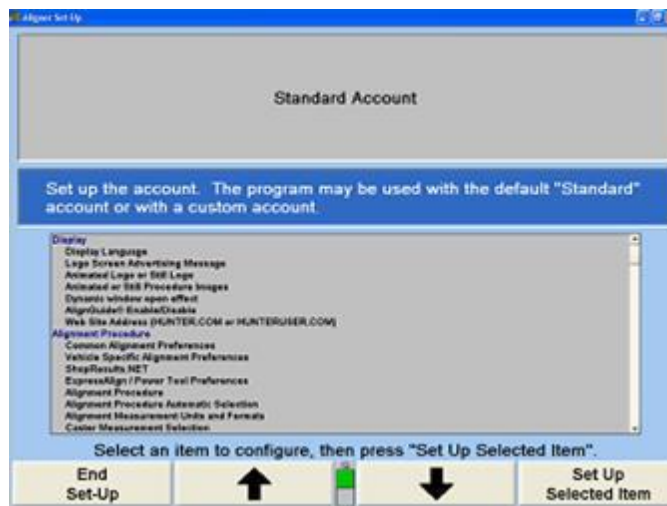 Aligner Set-Up
Standard Account
Set up the account. The program may be used with the default "Standard"
account or with a custom account.
Display
Display Language
Logo Screen Advertising Message
Animated Logo or Still Logo
Animated or Still Procedure Images
Dynamic window open effect
AlignGuide® Enable/Disable
Web Site Address (HUNTER.COM or HUNTERUSER.COM)
Alignment Procedure
Common Alignment Preferences
Vehicle Specific Alignment Preferences
ShopResults.NET
ExpressAlign / Power Tool Preferences
Alignment Procedure
Alignment Procedure Automatic Selection
Alignment Measurement Units and Formats
Caster Measurement Selection
Select an item to configure, then press "Set Up Selected Item".
End
Set-Up
Set Up
Selected Item